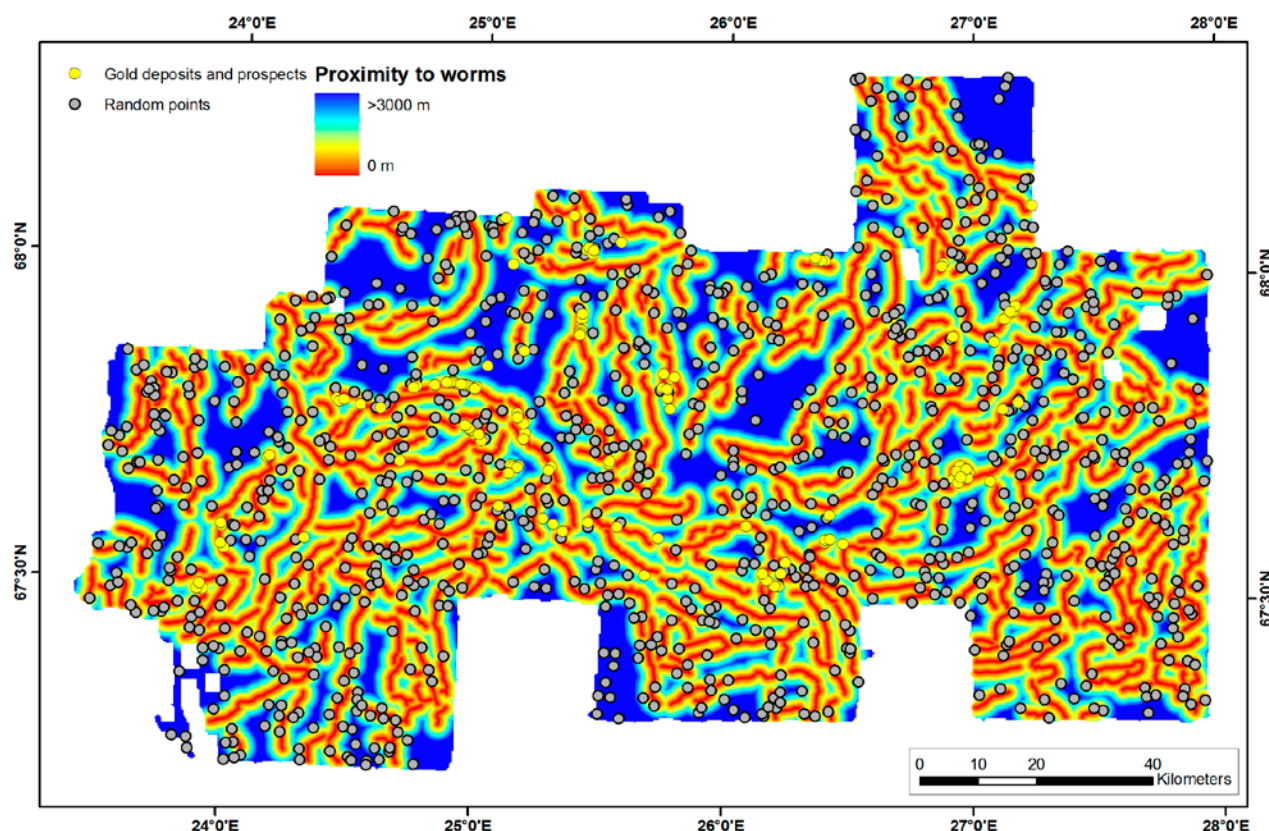 24°0'E 25°0'E 26°0'E 27°0'E 28°0'E
Gold deposits and prospects
Random points
Proximity to worms
>3000 m
0 m
68°0'N
68°0'N
67°30'N
67°30'N
0 10 20 40
Kilometers
24°0'E 25°0'E 26°0'E 27°0'E 28°0'E